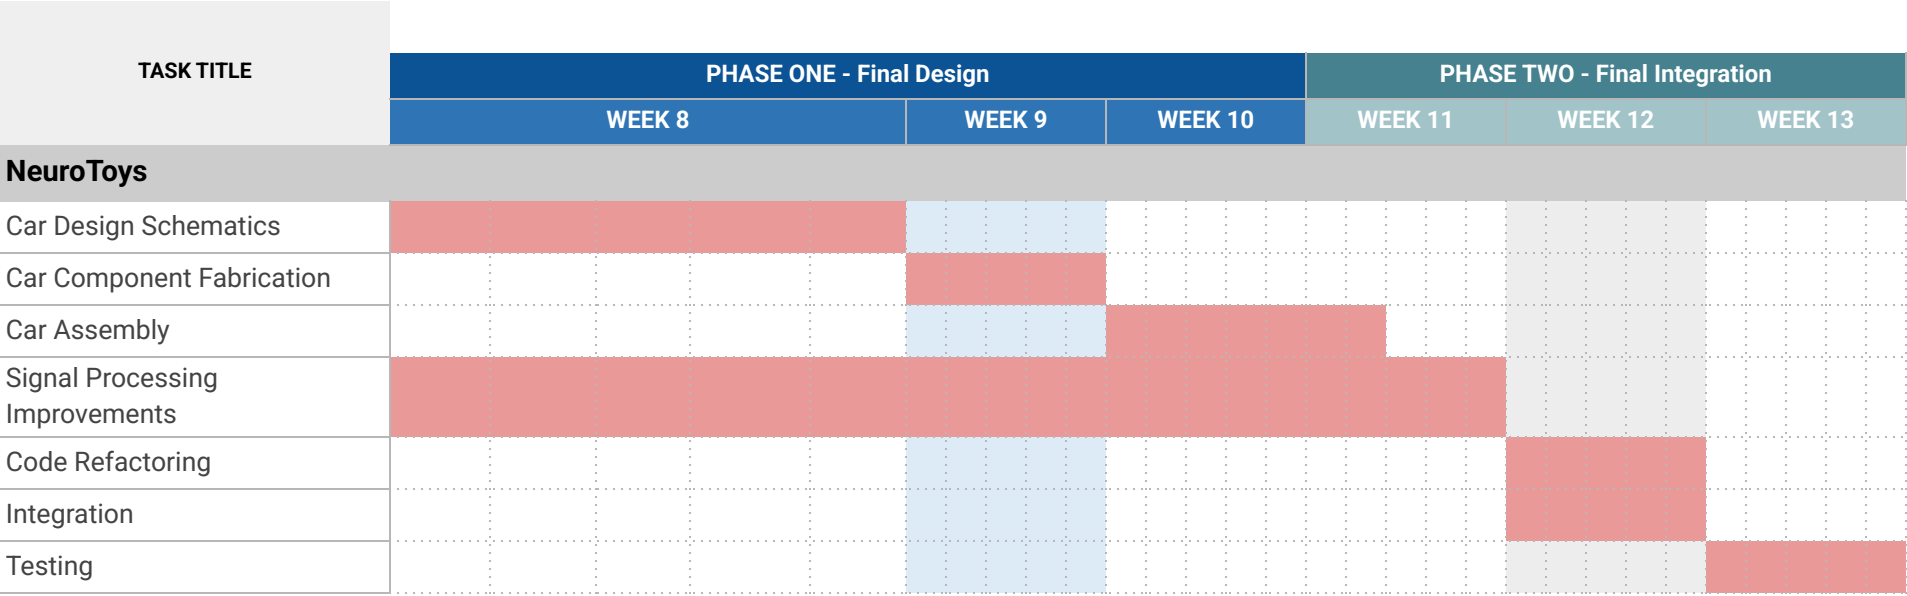 TASK TITLE
PHASE ONE - Final Design
PHASE TWO - Final Integration
WEEK 8
WEEK 9
WEEK 10
WEEK 11
WEEK 12
WEEK 13
NeuroToys
Car Design Schematics
Car Component Fabrication
Car Assembly
Signal Processing
Improvements
Code Refactoring
Integration
Testing